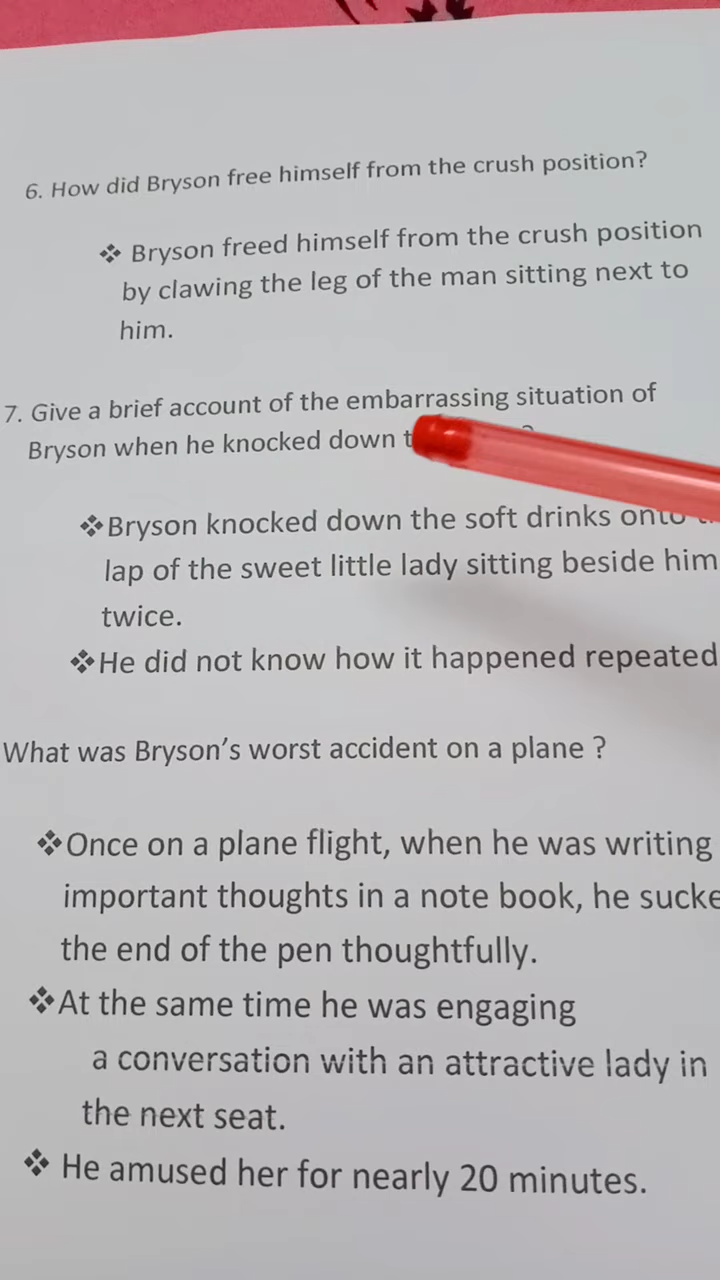 6. How did Bryson free himself from the crush position?
❖ Bryson freed himself from the crush position
by clawing the leg of the man sitting next to
him.
7. Give a brief account of the embarrassing situation of
Bryson when he knocked down
❖Bryson knocked down the soft drinks onto
lap of the sweet little lady sitting beside him
twice.
❖He did not know how it happened repeated
What was Bryson’s worst accident on a plane ?
❖Once on a plane flight, when he was writing
important thoughts in a note book, he sucke
the end of the pen thoughtfully.
❖At the same time he was engaging
a conversation with an attractive lady in
the next seat.
❖ He amused her for nearly 20 minutes.